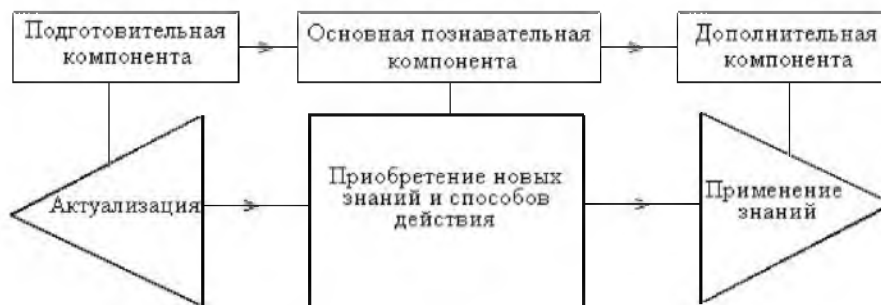 Подготовительная
компонента
Основная познавательная
компонента
Дополнительная
компонента
Актуализация
Приобретение новых
знаний и способов
действия
Применение
знаний